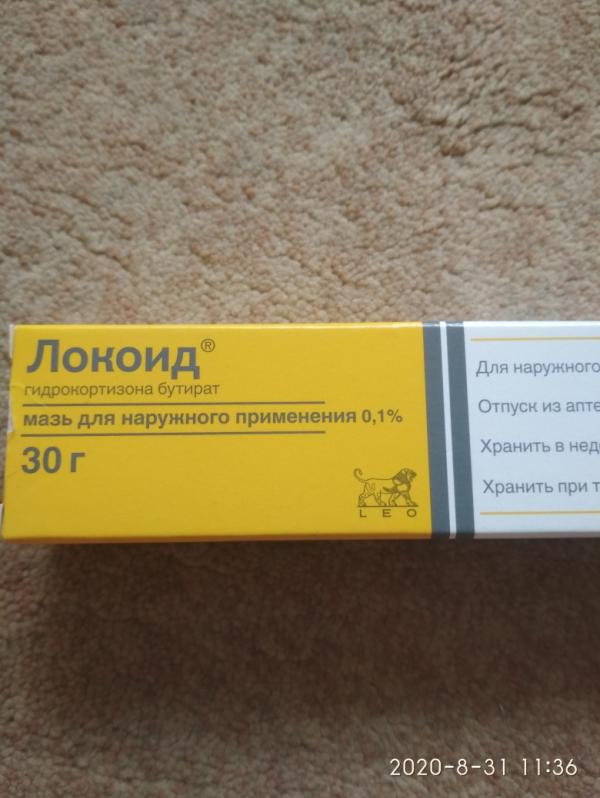 Локоид®
гидрокортизона бутират
мазь для наружного применения 0,1%
30 г
LEO
Для наружного
Отпуск из апте
Хранить в нед
Хранить при т
2020-8-31 11:36